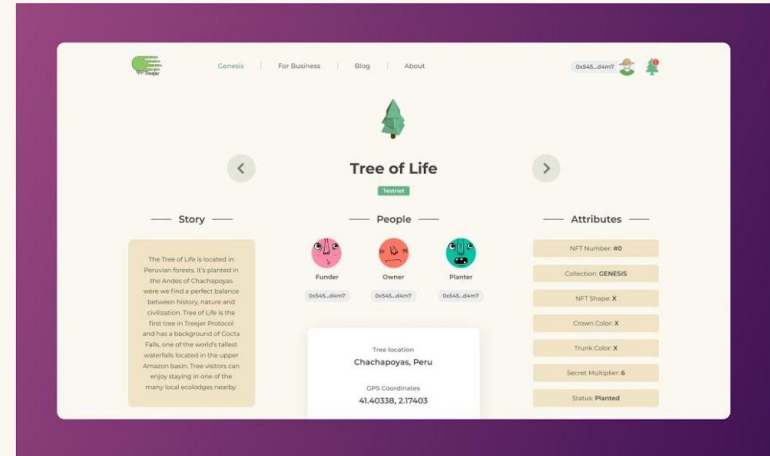 Treejer
Genesis
For Business
Blog
About
0x545...d4m7
Tree of Life
Testnet
Story
The Tree of Life is located in
Peruvian forests. It's planted in
the Andes of Chachapoyas
were we find a perfect balance
between history, nature and
civilization. Tree of Life is the
first tree in Treejer Protocol
and has a background of Gocta
Falls, one of the world's tallest
waterfalls located in the upper
Amazon basin. Tree visitors can
enjoy staying in one of the
many local ecolodges nearby.
People
Funder
Owner
Planter
0x545...d4m7
0x545...d4m7
0x545...d4m7
Tree location
Chachapoyas, Peru
GPS Coordinates
41.40338, 2.17403
Attributes
NFT Number: #0
Collection: GENESIS
NFT Shape: X
Crown Color: X
Trunk Color: X
Secret Multiplier: 6
Status: Planted